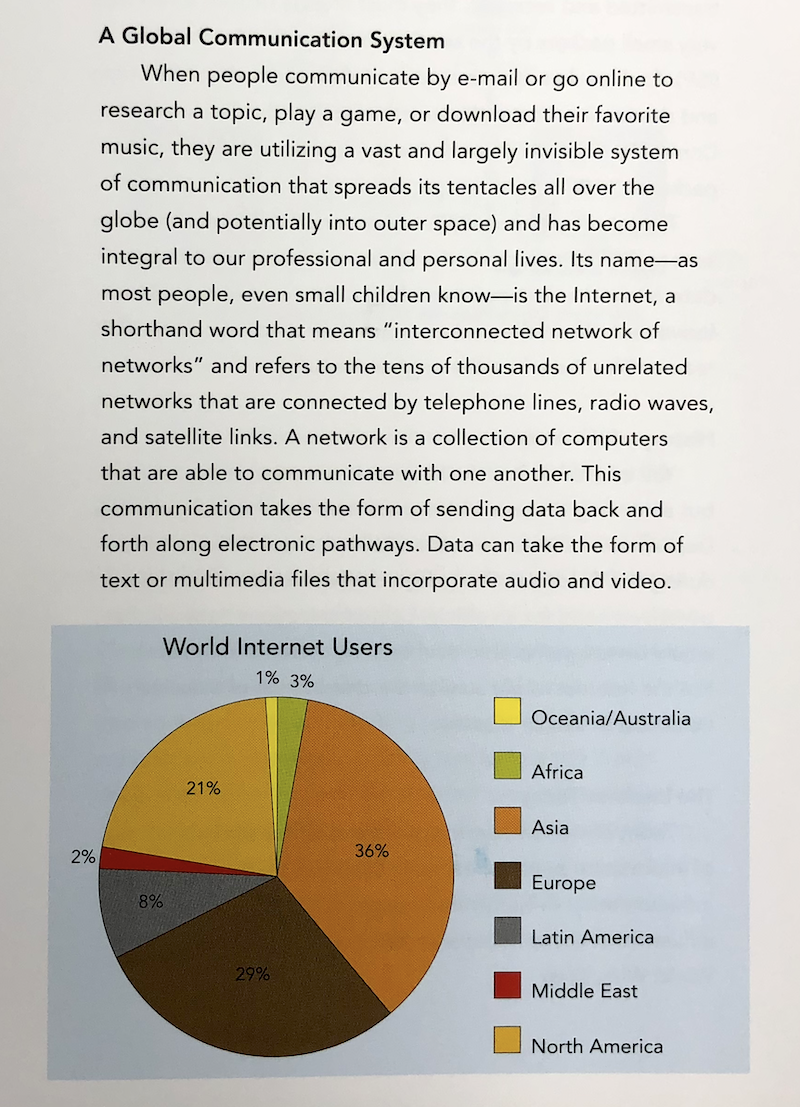 A Global Communication System
When people communicate by e-mail or go online to
research a topic, play a game, or download their favorite
music, they are utilizing a vast and largely invisible system
of communication that spreads its tentacles all over the
globe (and potentially into outer space) and has become
integral to our professional and personal lives. Its name—as
most people, even small children know—is the Internet, a
shorthand word that means “interconnected network of
networks” and refers to the tens of thousands of unrelated
networks that are connected by telephone lines, radio waves,
and satellite links. A network is a collection of computers
that are able to communicate with one another. This
communication takes the form of sending data back and
forth along electronic pathways. Data can take the form of
text or multimedia files that incorporate audio and video.
World Internet Users
1% 3%
21%
36%
2%
8%
29%
Oceania/Australia
Africa
Asia
Europe
Latin America
Middle East
North America